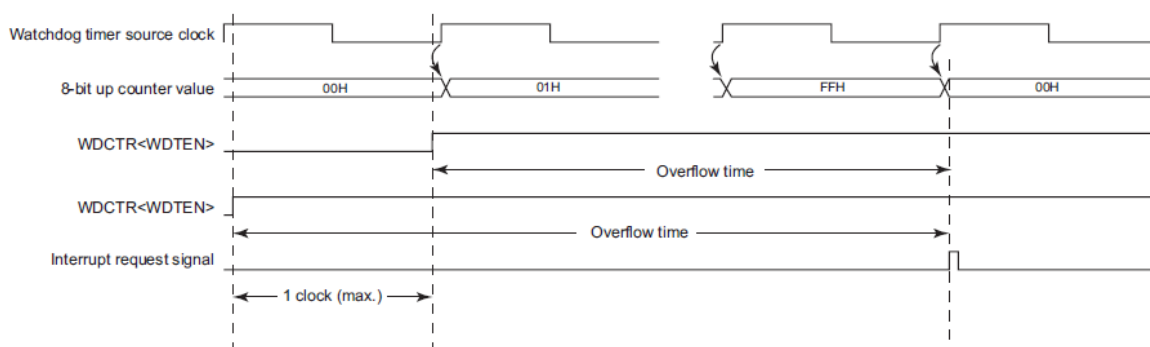 Watchdog timer source clock
8-bit up counter value 00H 01H FFH 00H
WDCTR<WDTEN>
Overflow time
WDCTR<WDTEN>
Overflow time
Interrupt request signal
1 clock (max.)